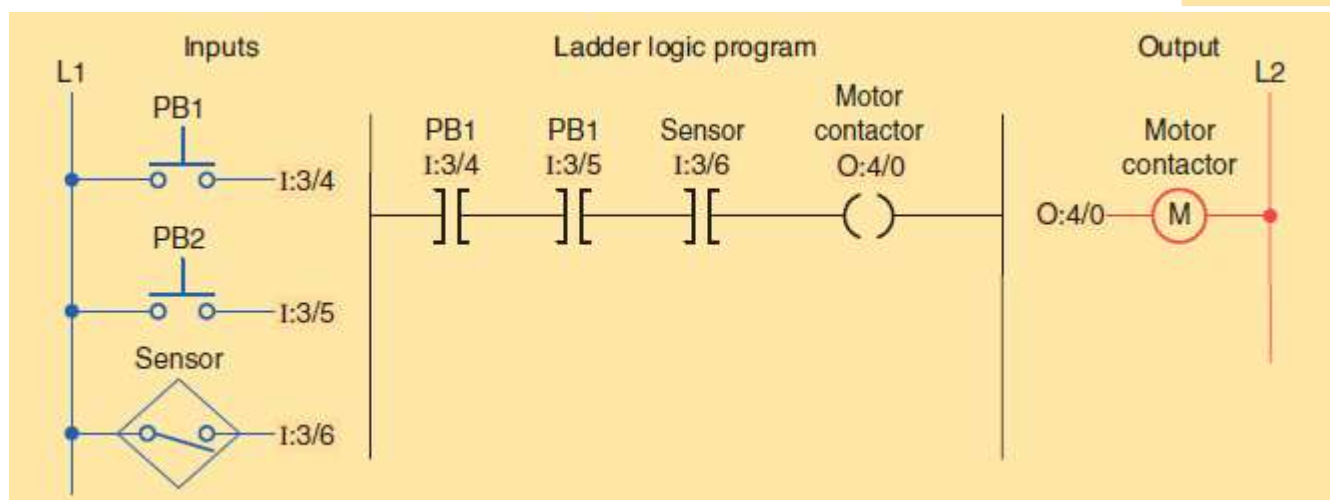 Inputs
Ladder logic program
Output
L1
L2
PB1
I:3/4
PB2
I:3/5
Sensor
I:3/6
PB1
I:3/4
PB1
I:3/5
Sensor
I:3/6
Motor
contactor
O:4/0
Motor
contactor
O:4/0
M